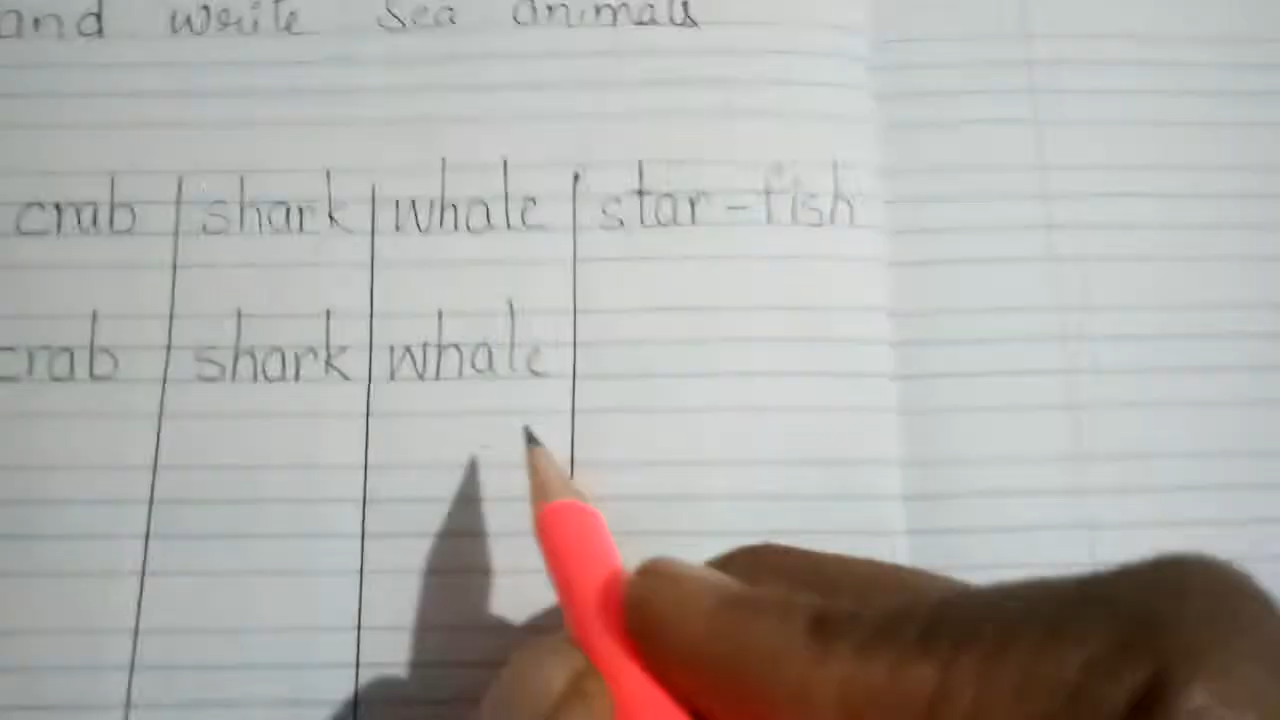 and write Sea animals
crab shark whale star-fish
crab shark whale